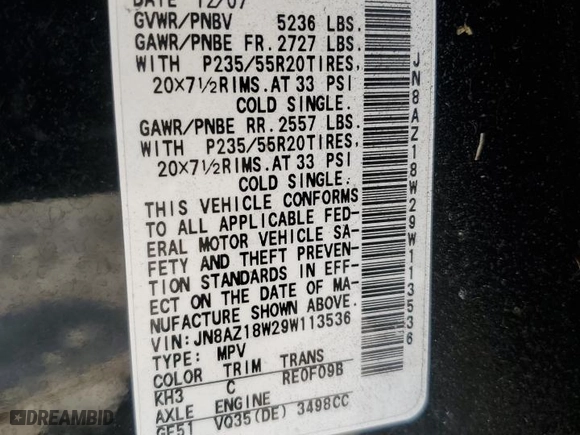 DATE 12/07
GVWR/PNBV 5236 LBS.
GAWR/PNBE FR. 2727 LBS.
WITH P235/55R20TIRES.
20×7½RIMS.AT 33 PSI
COLD SINGLE.
GAWR/PNBE RR. 2557 LBS.
WITH P235/55R20TIRES.
20×7½RIMS.AT 33 PSI
COLD SINGLE.
THIS VEHICLE CONFORMS
TO ALL APPLICABLE FED-
ERAL MOTOR VEHICLE SA-
FETY AND THEFT PREVEN-
TION STANDARDS IN EFF-
ECT ON THE DATE OF MA-
NUFACTURE SHOWN ABOVE.
VIN: JN8AZ18W29W113536
TYPE: MPV
COLOR TRIM TRANS
KH3 C RE0F09B
AXLE ENGINE
GF51 VQ35(DE) 3498CC
JN8AZ18W29W113536
DREAMBID